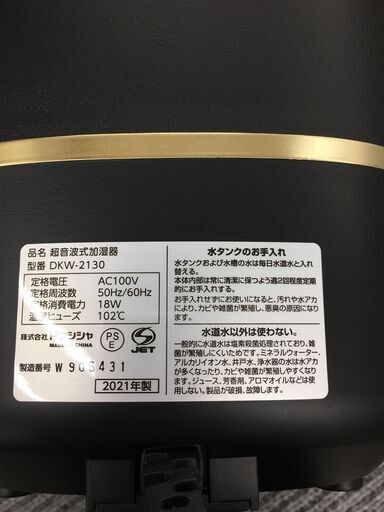 品名 超音波式加湿器
型番 DKW-2130
定格電圧 AC100V
定格周波数 50Hz/60Hz
定格消費電力 18W
温度ヒューズ 102℃
株式会社ドウシシャ
MADE IN CHINA
PS
E
JET
製造番号 W906431
2021年製
水タンクのお手入れ
水タンクおよび水槽の水は毎日水道水と入れ
替える。
本体内部は常に清潔に保つよう週2回程度定期
的にお手入れする。
お手入れせずにお使いになると、汚れや水アカ
により、カビや雑菌が繁殖し、悪臭の原因になり
ます。
水道水以外は使わない。
一般的に水道水は塩素殺菌処理されており、雑
菌が繁殖しにくいためです。ミネラルウォーター、
アルカリイオン水、井戸水、浄水器の水は水アカ
が多くなったり、カビや雑菌が繁殖しやすくなり
ます。ジュース、芳香剤、アロマオイルなどは使
用しない。製品が破損、故障します。